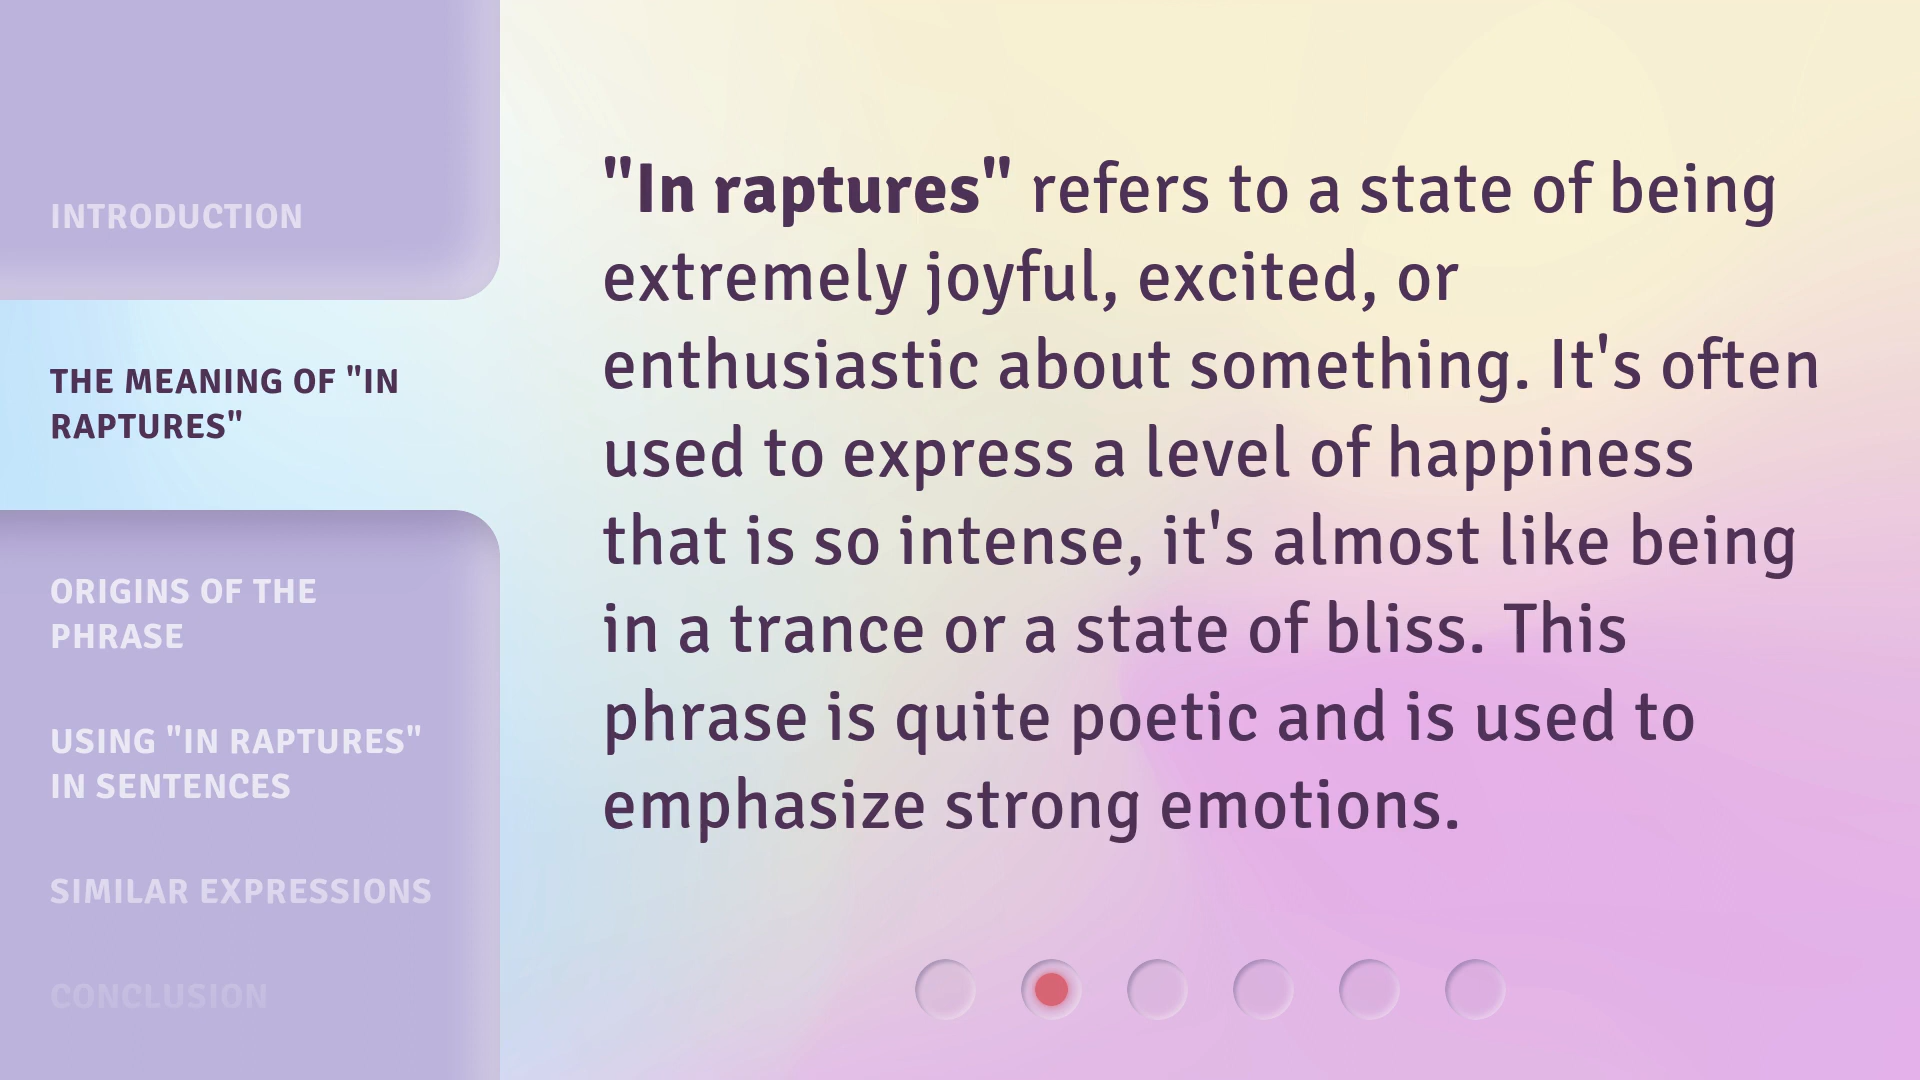 INTRODUCTION
THE MEANING OF "IN
RAPTURES"
ORIGINS OF THE
PHRASE
USING "IN RAPTURES"
IN SENTENCES
SIMILAR EXPRESSIONS
CONCLUSION
"In raptures" refers to a state of being
extremely joyful, excited, or
enthusiastic about something. It's often
used to express a level of happiness
that is so intense, it's almost like being
in a trance or a state of bliss. This
phrase is quite poetic and is used to
emphasize strong emotions.